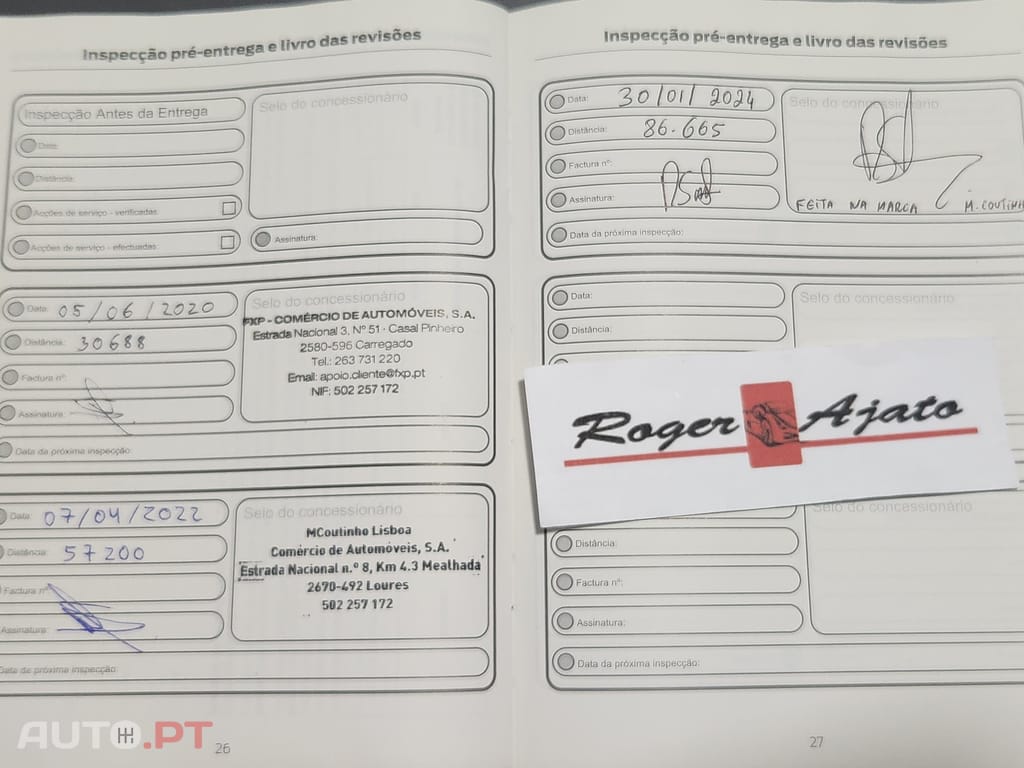 Inspecção pré-entrega e livro das revisões
Inspecção Antes da Entrega
Selo do concessionário
Data:
Distância:
Acções de serviço - verificadas:
Acções de serviço - efectuadas:
Assinatura:
Data: 05/06/2020
Distância: 30688
Factura nº:
Assinatura:
Data da próxima inspecção:
Selo do concessionário
FXP - COMÉRCIO DE AUTOMÓVEIS, S.A.
Estrada Nacional 3, Nº 51 - Casal Pinheiro
2580-596 Carregado
Tel.: 263 731 220
Email: apoio.cliente@fxp.pt
NIF: 502 257 172
Data: 07/04/2022
Distância: 57200
Factura nº:
Assinatura:
Data da próxima inspecção:
Selo do concessionário
MCoutinho Lisboa
Comércio de Automóveis, S.A.
Estrada Nacional n.º 8, Km 4.3 Mealhada
2670-492 Loures
502 257 172
AUTO.PT
26
Inspecção pré-entrega e livro das revisões
Data: 30/01/2024
Distância: 86.665
Factura nº:
Assinatura:
Data da próxima inspecção:
Selo do concessionário
FEITA NA MARCA M. COUTINH
Data:
Distância:
Selo do concessionário
Roger Ajato
Selo do concessionário
Distância:
Factura nº:
Assinatura:
Data da próxima inspecção:
27